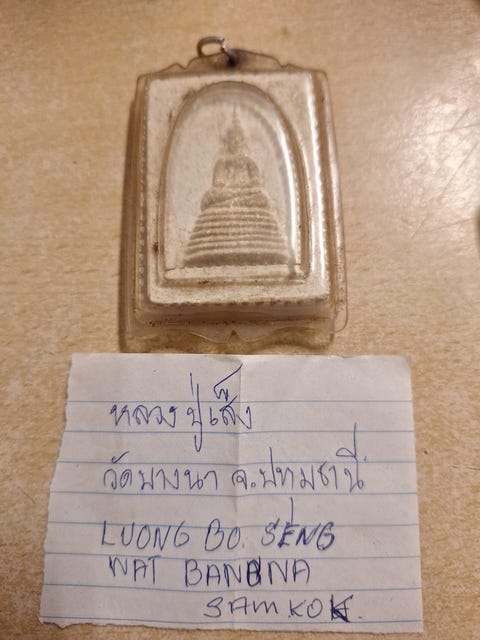 หลวงปู่เส็ง
วัดบางนา จ.ปทุมธานี
LUONG BO. SENG
WAT BANGNA
SAMKOK.